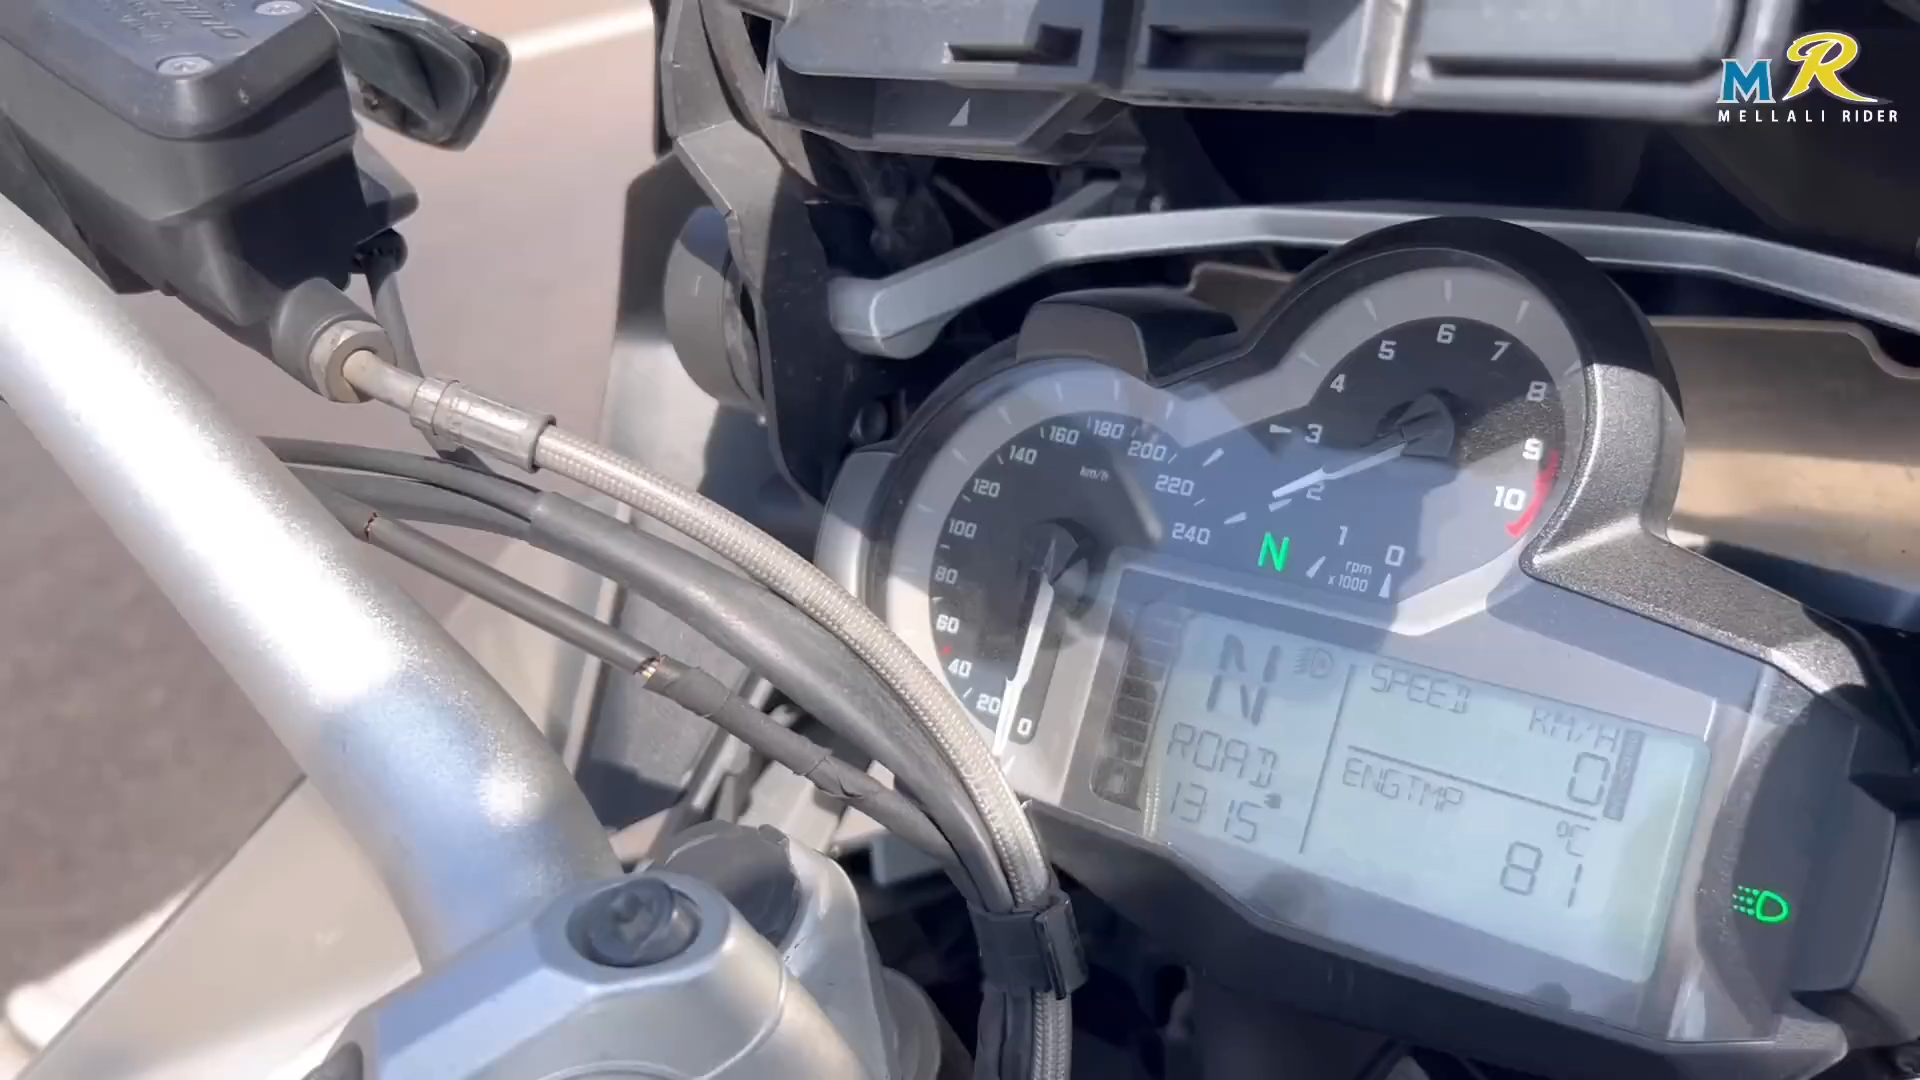 MR
MELLALI RIDER
0
1
2
3
4
5
6
7
8
9
10
rpm
x 1000
0
20
40
60
80
100
120
140
160
180
200
220
240
km/h
N
N
ROAD
13 15
SPEED
KM/H
0
ENGTMP
°C
81